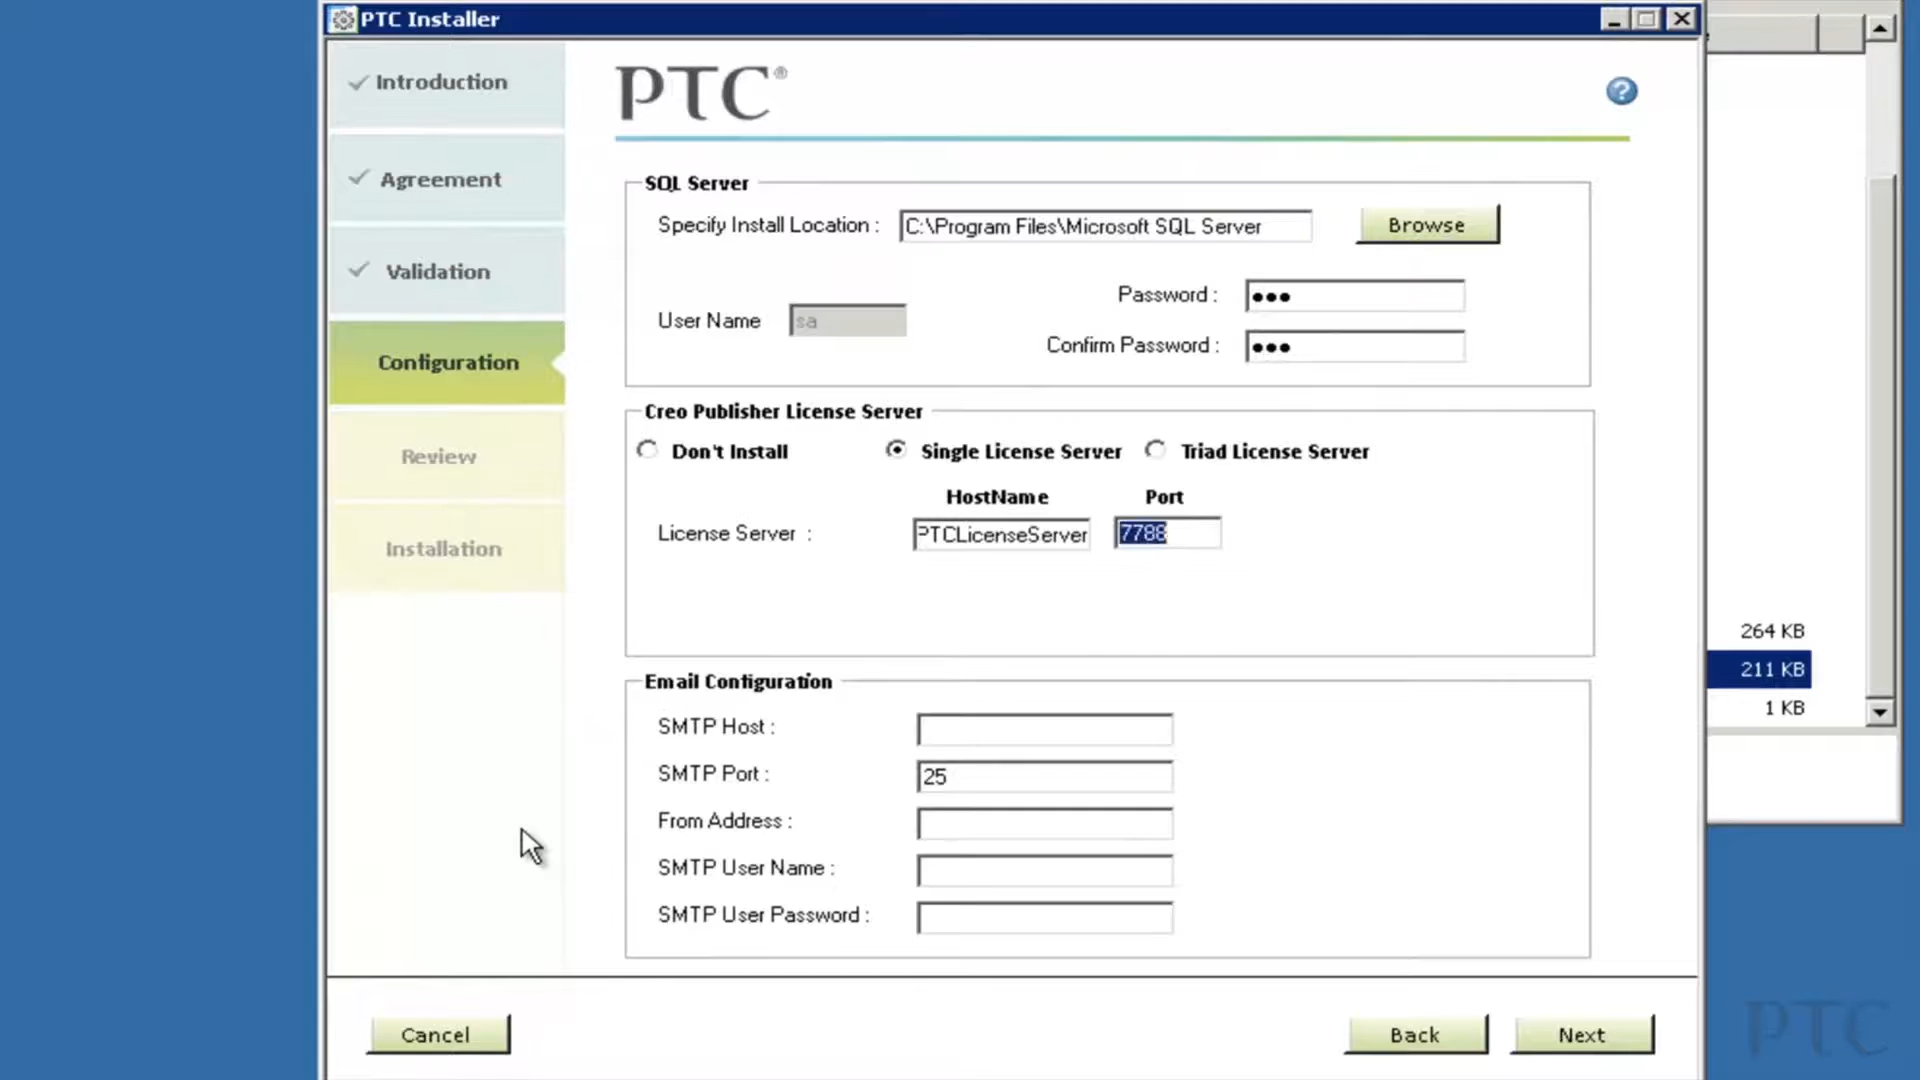 PTC Installer
Introduction
PTC®
Agreement
SQL Server
Specify Install Location : C:\Program Files\Microsoft SQL Server Browse
Validation
Password : ●●●
User Name sa
Confirm Password : ●●●
Configuration
Creo Publisher License Server
Don't Install Single License Server Triad License Server
Review
HostName Port
License Server : PTCLicenseServer 7788
Installation
264 KB
211 KB
1 KB
Email Configuration
SMTP Host :
SMTP Port : 25
From Address :
SMTP User Name :
SMTP User Password :
Cancel Back Next
PTC